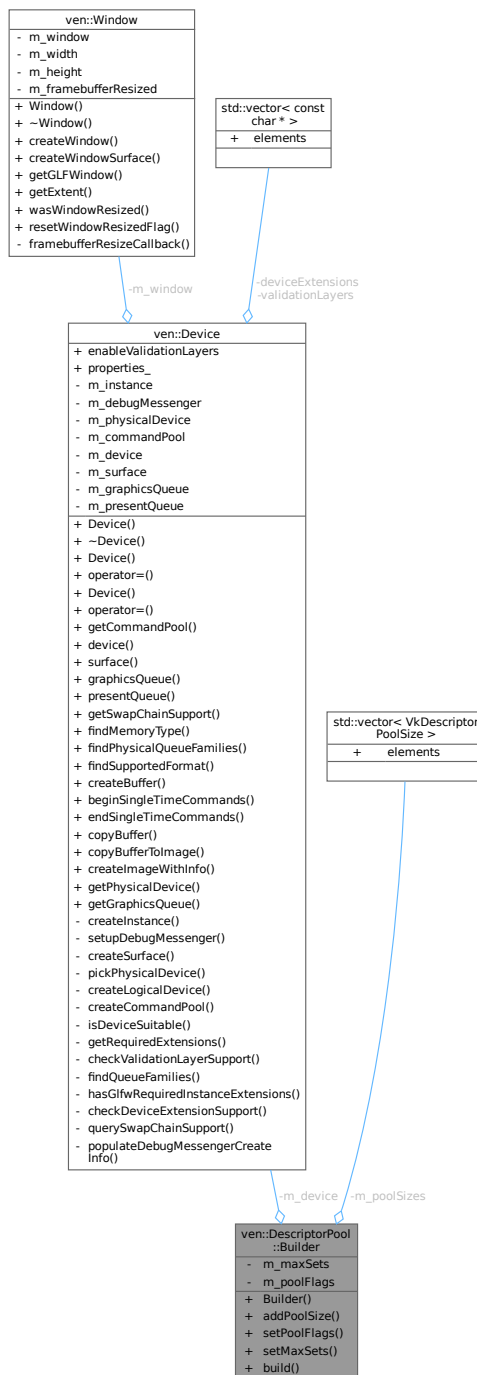 ven::Window
- m_window
- m_width
- m_height
- m_framebufferResized
+ Window()
+ ~Window()
+ createWindow()
+ createWindowSurface()
+ getGLFWindow()
+ getExtent()
+ wasWindowResized()
+ resetWindowResizedFlag()
- framebufferResizeCallback()
std::vector< const
char * >
+ elements
-m_window
-deviceExtensions
-validationLayers
ven::Device
+ enableValidationLayers
+ properties_
- m_instance
- m_debugMessenger
- m_physicalDevice
- m_commandPool
- m_device
- m_surface
- m_graphicsQueue
- m_presentQueue
+ Device()
+ ~Device()
+ Device()
+ operator=()
+ Device()
+ operator=()
+ getCommandPool()
+ device()
+ surface()
+ graphicsQueue()
+ presentQueue()
+ getSwapChainSupport()
+ findMemoryType()
+ findPhysicalQueueFamilies()
+ findSupportedFormat()
+ createBuffer()
+ beginSingleTimeCommands()
+ endSingleTimeCommands()
+ copyBuffer()
+ copyBufferToImage()
+ createImageWithInfo()
+ getPhysicalDevice()
+ getGraphicsQueue()
- createInstance()
- setupDebugMessenger()
- createSurface()
- pickPhysicalDevice()
- createLogicalDevice()
- createCommandPool()
- isDeviceSuitable()
- getRequiredExtensions()
- checkValidationLayerSupport()
- findQueueFamilies()
- hasGlfwRequiredInstanceExtensions()
- checkDeviceExtensionSupport()
- querySwapChainSupport()
- populateDebugMessengerCreate
Info()
std::vector< VkDescriptor
PoolSize >
+ elements
-m_device
-m_poolSizes
ven::DescriptorPool
::Builder
- m_maxSets
- m_poolFlags
+ Builder()
+ addPoolSize()
+ setPoolFlags()
+ setMaxSets()
+ build()